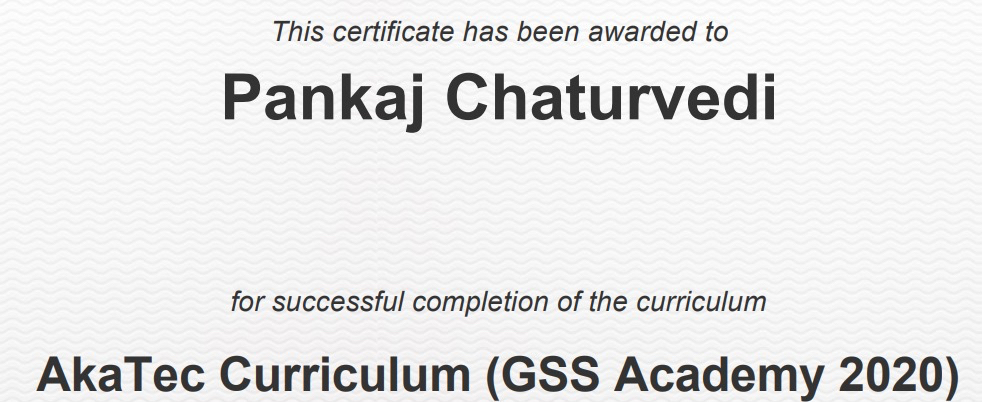 This certificate has been awarded to
Pankaj Chaturvedi
for successful completion of the curriculum
AkaTec Curriculum (GSS Academy 2020)